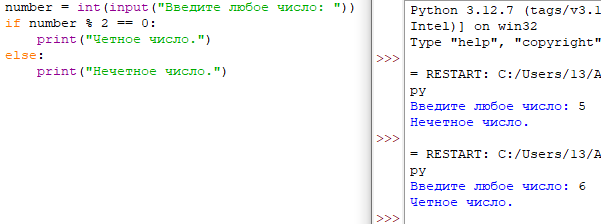 number = int(input("Введите любое число: "))
if number % 2 == 0:
    print("Четное число.")
else:
    print("Нечетное число.")
Python 3.12.7 (tags/v3.1
Intel)] on win32
Type "help", "copyright"
>>>
= RESTART: C:/Users/13/A
py
Введите любое число: 5
Нечетное число.
>>>
= RESTART: C:/Users/13/A
py
Введите любое число: 6
Четное число.
>>>